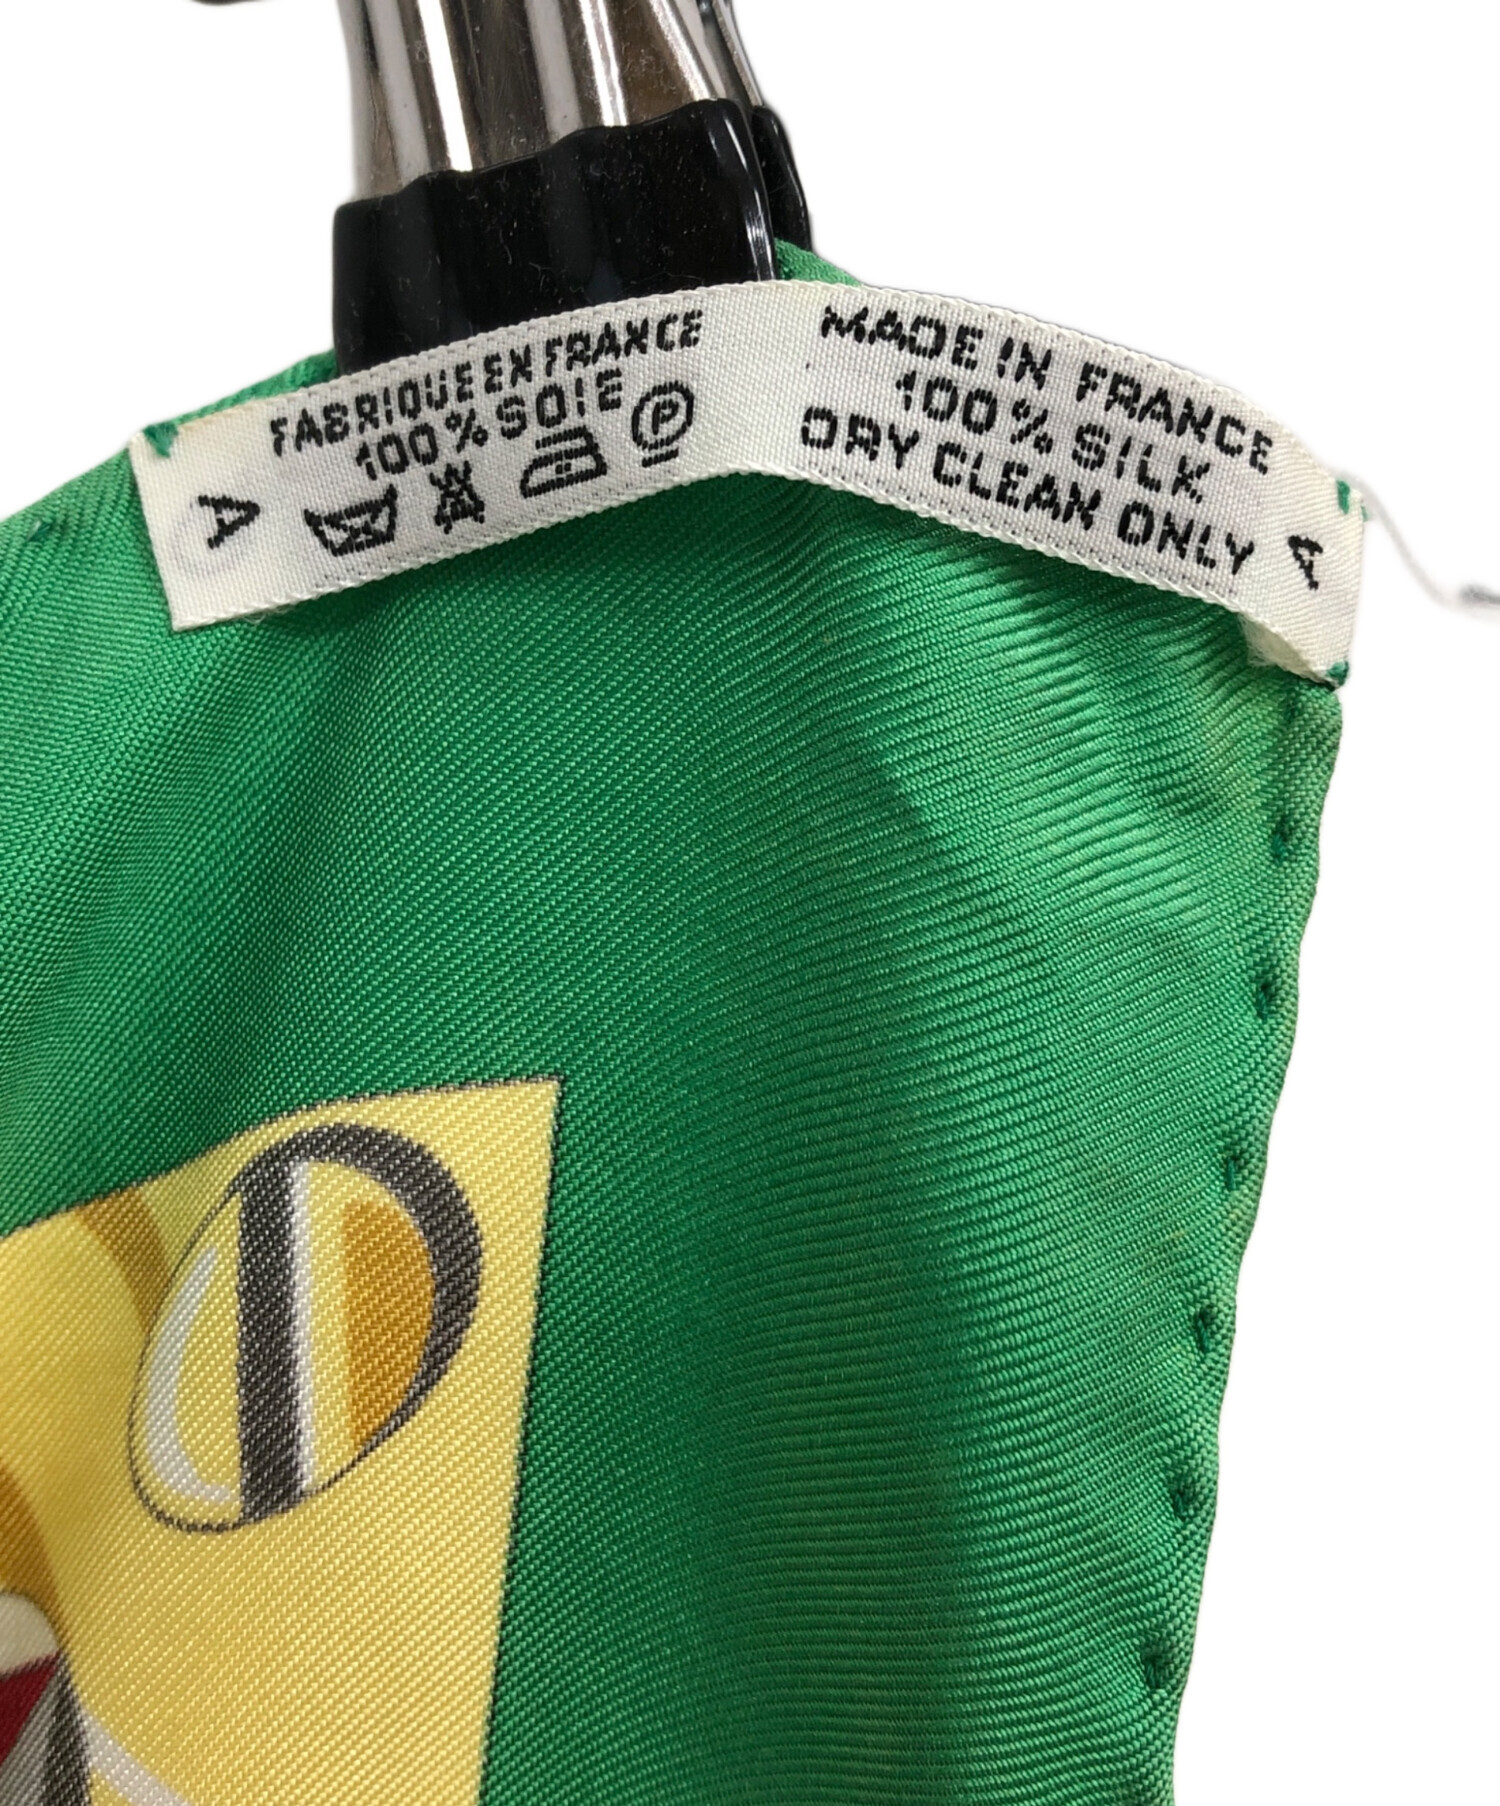 FABRIQUE EN FRANCE
100% SOIE
P
A
MADE IN FRANCE
100% SILK
DRY CLEAN ONLY
A